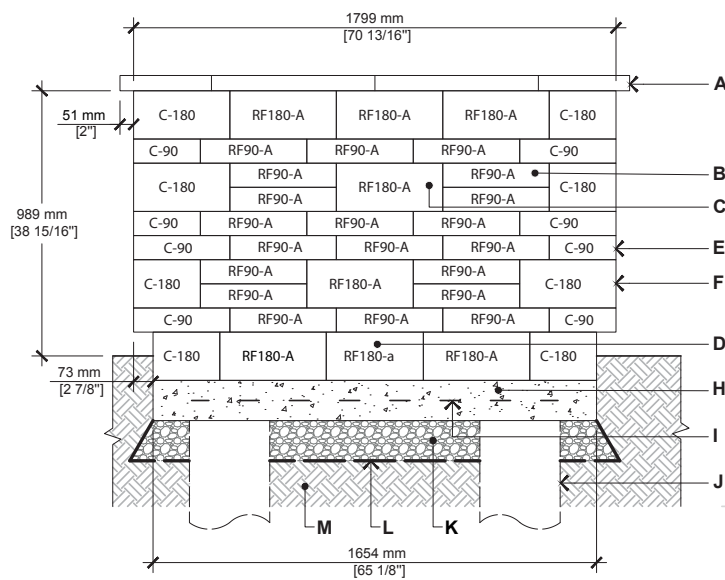 1799 mm
[70 13/16"]
A
51 mm
[2"]
C-180 RF180-A RF180-A RF180-A C-180
C-90 RF90-A RF90-A RF90-A C-90
C-180 RF90-A RF90-A RF180-A RF90-A RF90-A C-180
B
C
989 mm
[38 15/16"]
C-90 RF90-A RF90-A RF90-A C-90
C-90 RF90-A RF90-A RF90-A C-90
E
C-180 RF90-A RF90-A RF180-A RF90-A RF90-A C-180
F
C-90 RF90-A RF90-A RF90-A C-90
D
C-180 RF180-A RF180-a RF180-A C-180
73 mm
[2 7/8"]
H
I
J
M L K
1654 mm
[65 1/8"]